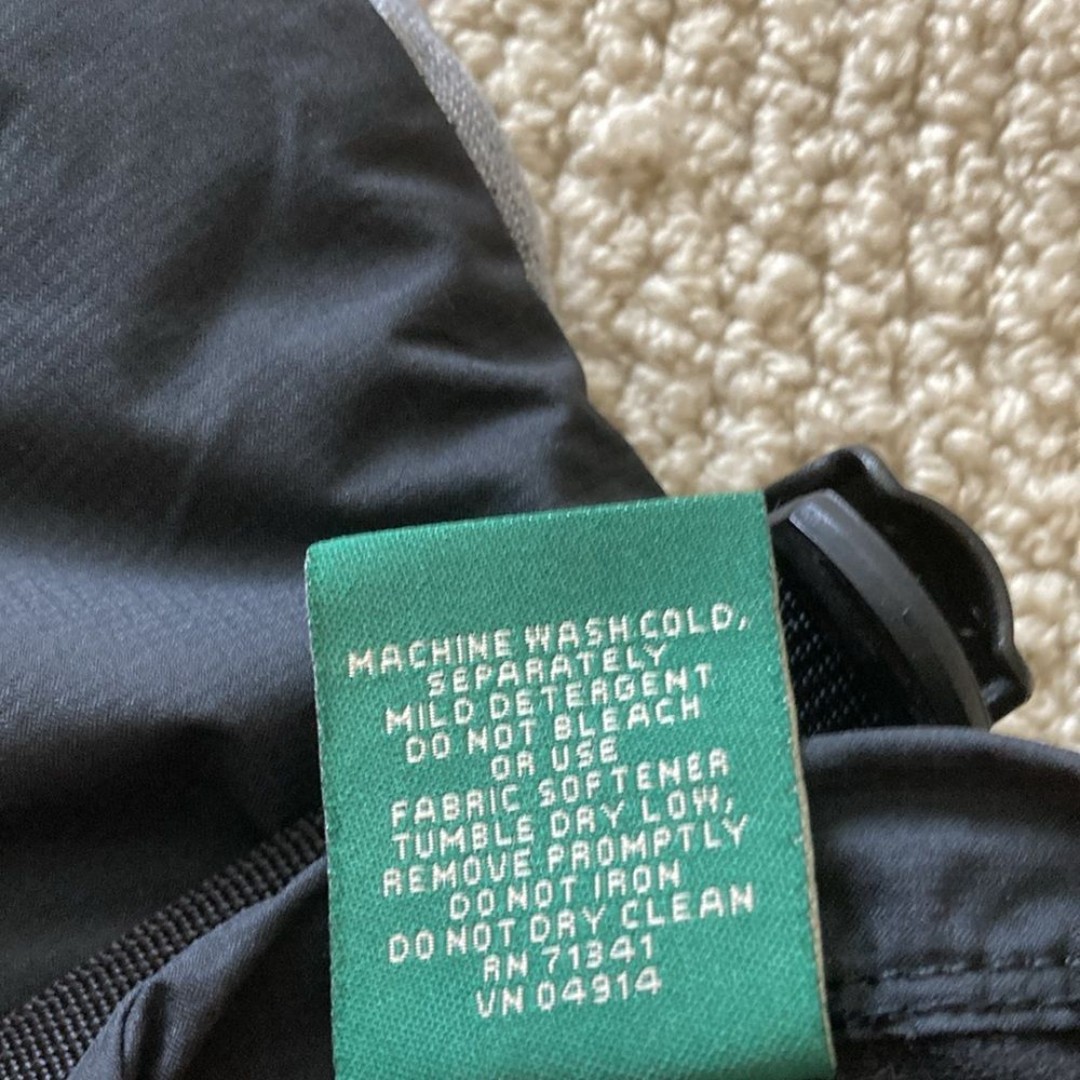 MACHINE WASH COLD,
SEPARATELY
MILD DETERGENT
DO NOT BLEACH
OR USE
FABRIC SOFTENER
TUMBLE DRY LOW,
REMOVE PROMPTLY
DO NOT IRON
DO NOT DRY CLEAN
RN 71341
VN 04914